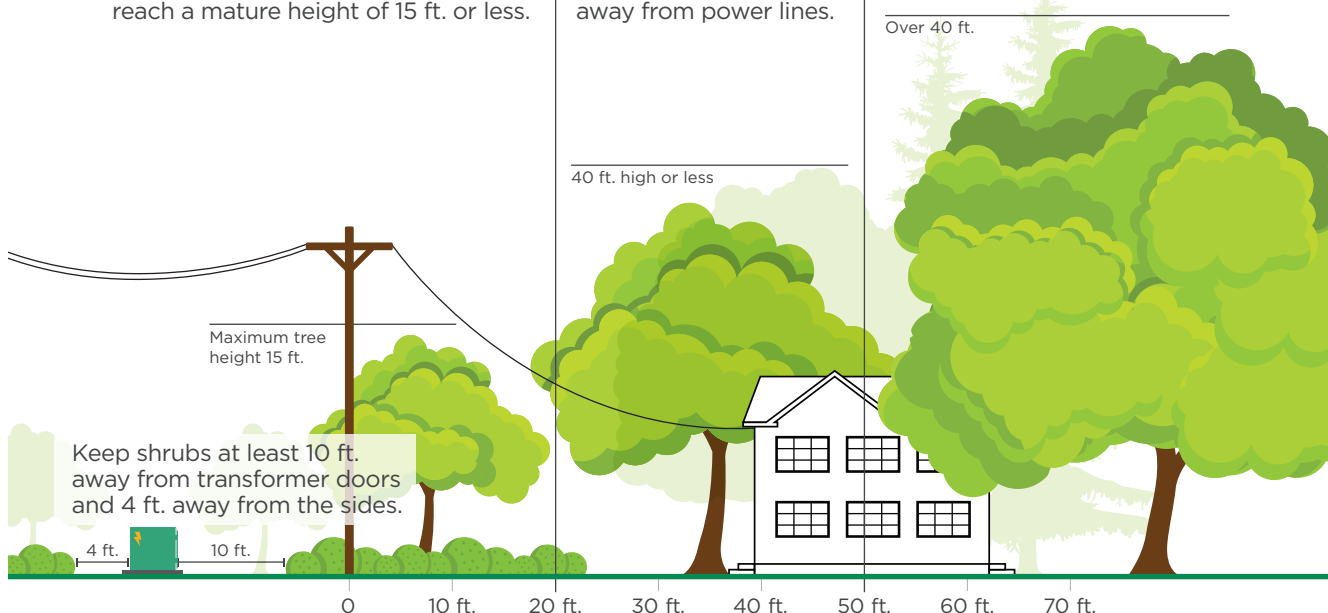 reach a mature height of 15 ft. or less.
away from power lines.
Over 40 ft.
40 ft. high or less
Maximum tree
height 15 ft.
Keep shrubs at least 10 ft.
away from transformer doors
and 4 ft. away from the sides.
4 ft.
10 ft.
0
10 ft.
20 ft.
30 ft.
40 ft.
50 ft.
60 ft.
70 ft.